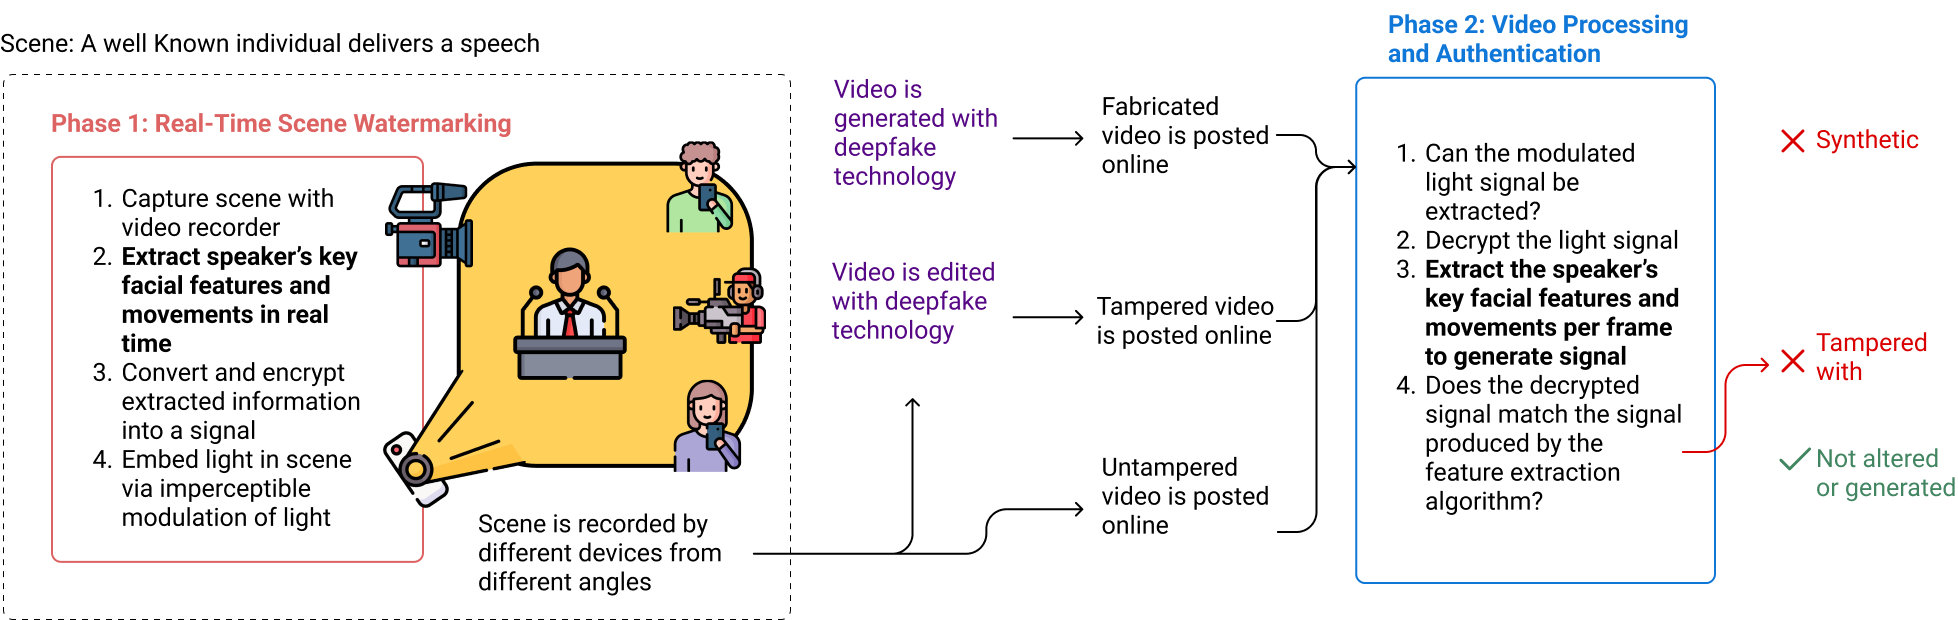 Scene: A well Known individual delivers a speech
Phase 1: Real-Time Scene Watermarking
1. Capture scene with
video recorder
2. Extract speaker's key
facial features and
movements in real
time
3. Convert and encrypt
extracted information
into a signal
4. Embed light in scene
via imperceptible
modulation of light
Scene is recorded by
different devices from
different angles
Video is
generated with
deepfake
technology
Video is edited
with deepfake
technology
Fabricated
video is posted
online
Tampered video
is posted online
Untampered
video is posted
online
Phase 2: Video Processing
and Authentication
1. Can the modulated
light signal be
extracted?
2. Decrypt the light signal
3. Extract the speaker's
key facial features and
movements per frame
to generate signal
4. Does the decrypted
signal match the signal
produced by the
feature extraction
algorithm?
Synthetic
Tampered
with
Not altered
or generated